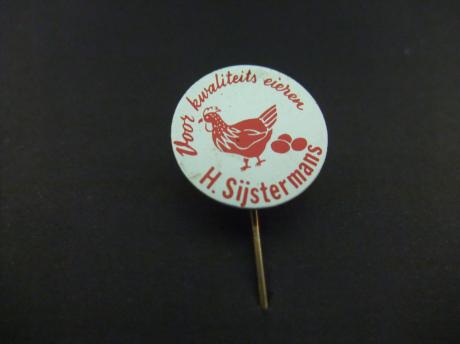 Voor kwaliteits eieren
H. Sijstermans